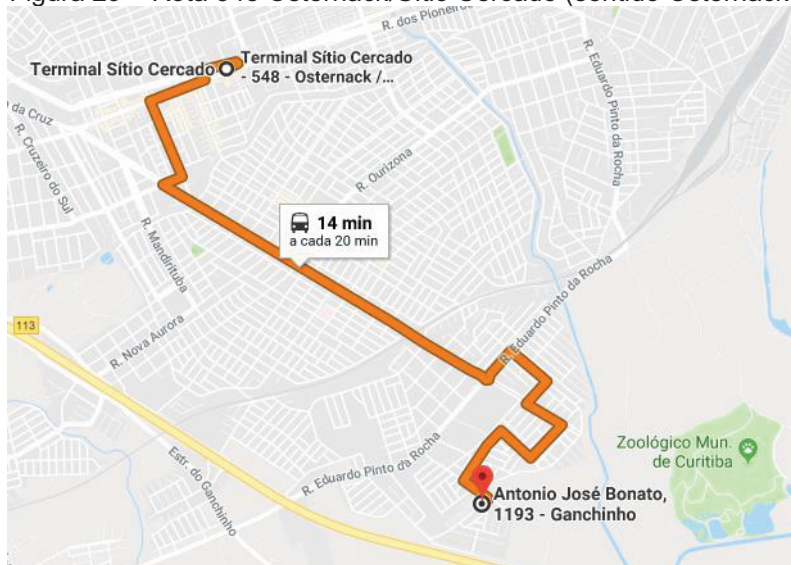 R. dos Pioneiros
Terminal Sítio Cercado
Terminal Sítio Cercado
- 548 - Osternack /...
da Cruz
R. Cruzeiro do Sul
R. Eduardo Pinto da Rocha
R. Ourizona
14 min
a cada 20 min
R. Mandirituba
113
R. Nova Aurora
R. Eduardo Pinto da Rocha
Estr. do Ganchinho
R. Eduardo Pinto da Rocha
Zoológico Mun.
de Curitiba
Antonio José Bonato,
1193 - Ganchinho